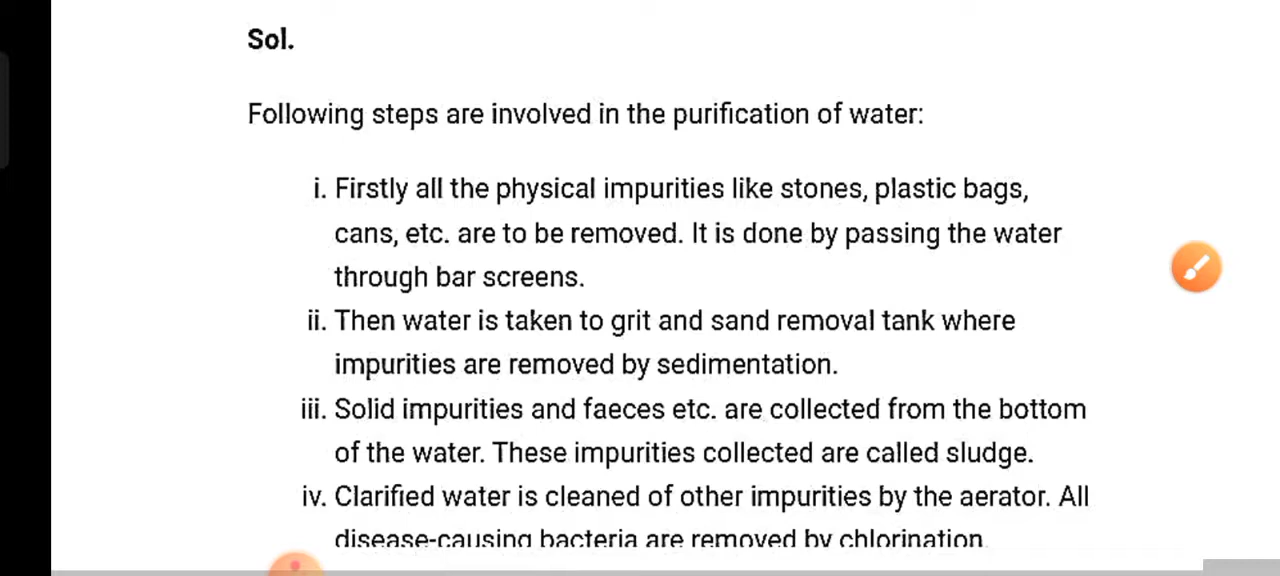 Sol.
Following steps are involved in the purification of water:
i. Firstly all the physical impurities like stones, plastic bags,
cans, etc. are to be removed. It is done by passing the water
through bar screens.
ii. Then water is taken to grit and sand removal tank where
impurities are removed by sedimentation.
iii. Solid impurities and faeces etc. are collected from the bottom
of the water. These impurities collected are called sludge.
iv. Clarified water is cleaned of other impurities by the aerator. All
disease-causing bacteria are removed by chlorination.